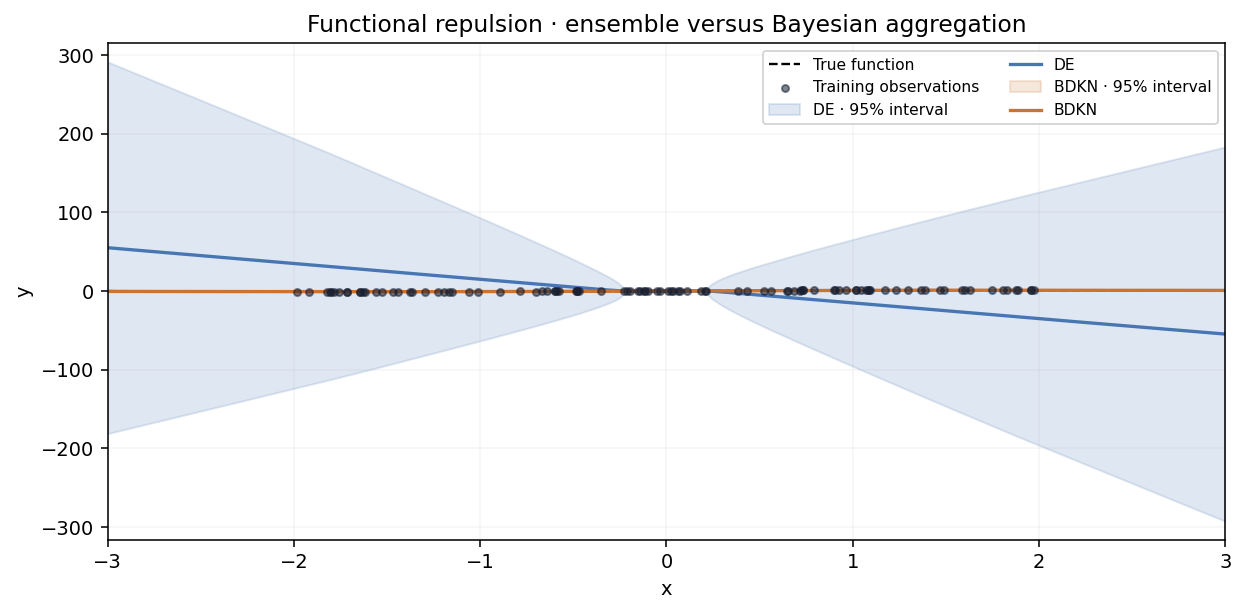 Functional repulsion · ensemble versus Bayesian aggregation
True function
Training observations
DE · 95% interval
DE
BDKN · 95% interval
BDKN
300
200
100
0
−100
−200
−300
y
−3
−2
−1
0
1
2
3
x